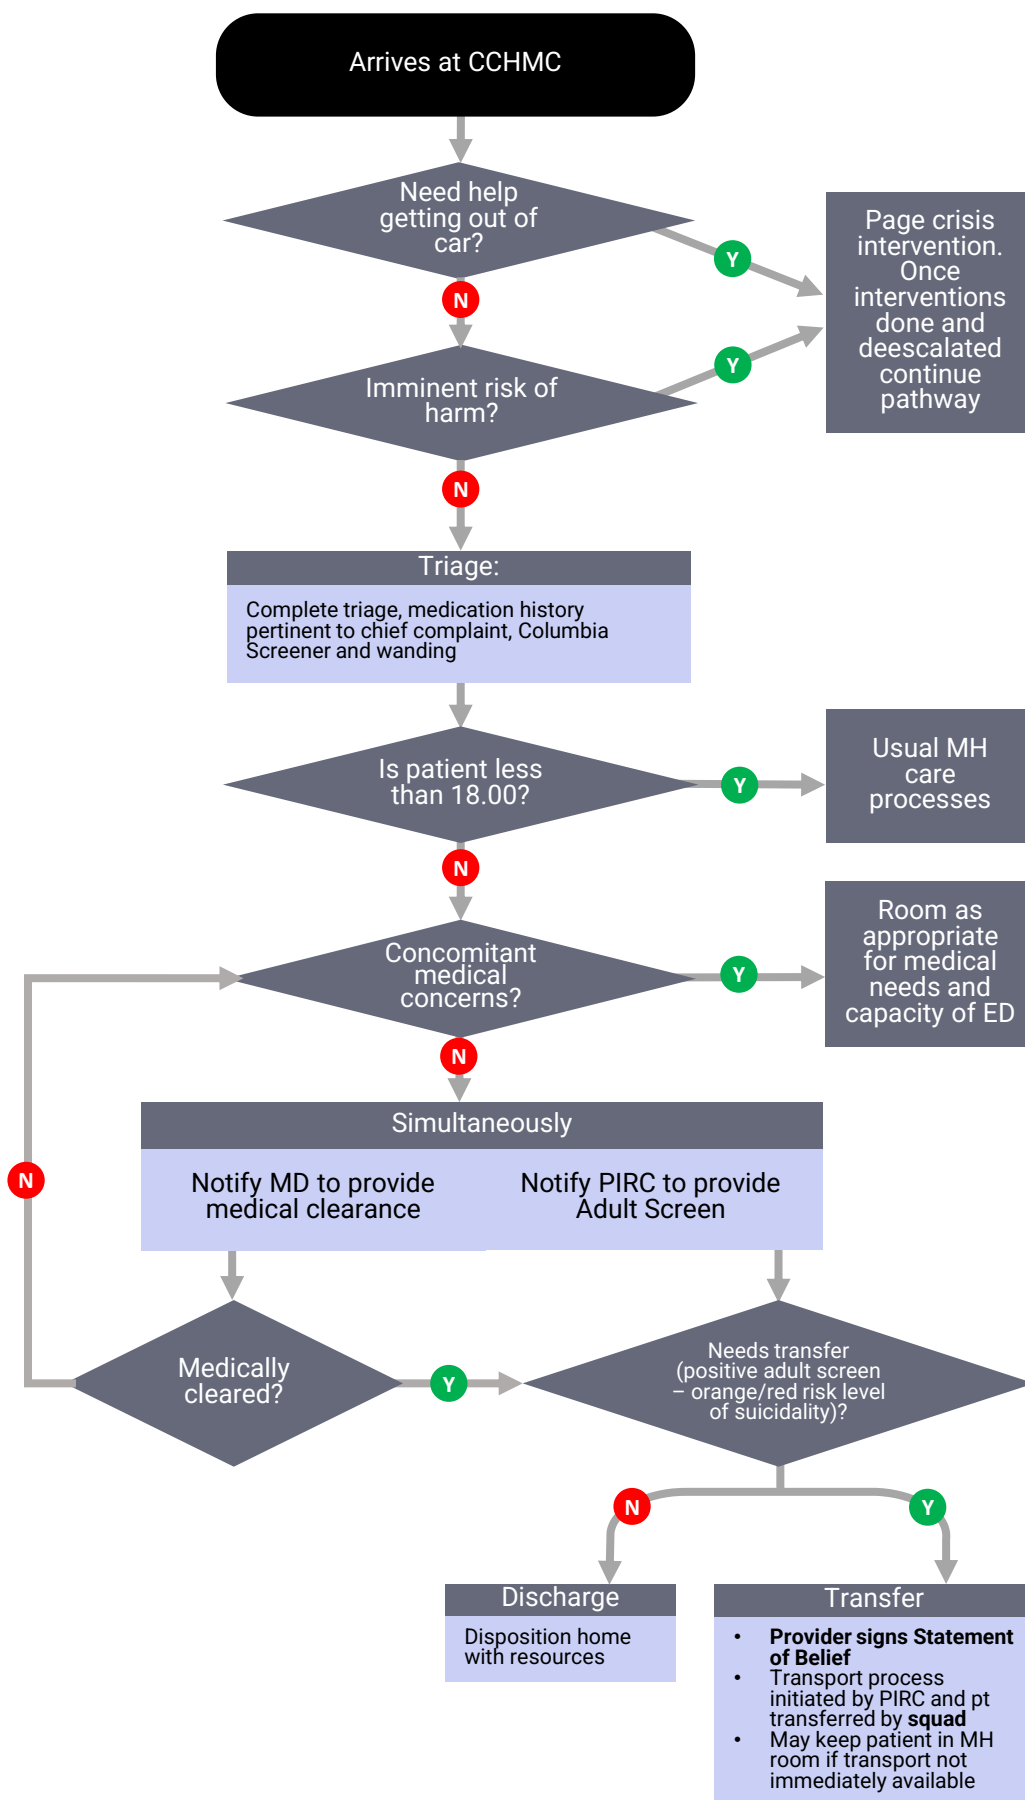 Arrives at CCHMC
Need help
getting out of
car?
Y
N
Page crisis
intervention.
Once
interventions
done and
deescalated
continue
pathway
Imminent risk of
harm?
Y
N
Triage:
Complete triage, medication history
pertinent to chief complaint, Columbia
Screener and wanding
Is patient less
than 18.00?
Y
Usual MH
care
processes
N
Concomitant
medical
concerns?
Y
Room as
appropriate
for medical
needs and
capacity of ED
N
Simultaneously
Notify MD to provide
medical clearance
Notify PIRC to provide
Adult Screen
N
Medically
cleared?
Y
Needs transfer
(positive adult screen
– orange/red risk level
of suicidality)?
N
Y
Discharge
Disposition home
with resources
Transfer
• Provider signs Statement
of Belief
• Transport process
initiated by PIRC and pt
transferred by squad
• May keep patient in MH
room if transport not
immediately available